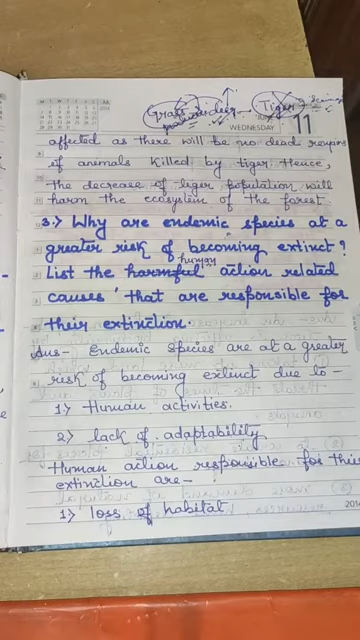 Grass deer Tiger
WEDNESDAY 11
affected as there will be no dead remains
of animals killed by tiger. Hence,
the decrease of tiger population will
harm the ecosystem of the forest.
3.) Why are endemic species at a
greater risk of becoming extinct?
List the harmful human action related
causes that are responsible for
their extinction.
Ans- Endemic species are at a greater
risk of becoming extinct due to-
1) Human activities.
2) lack of adaptability
Human action responsible for their
extinction are-
1) loss of habitat